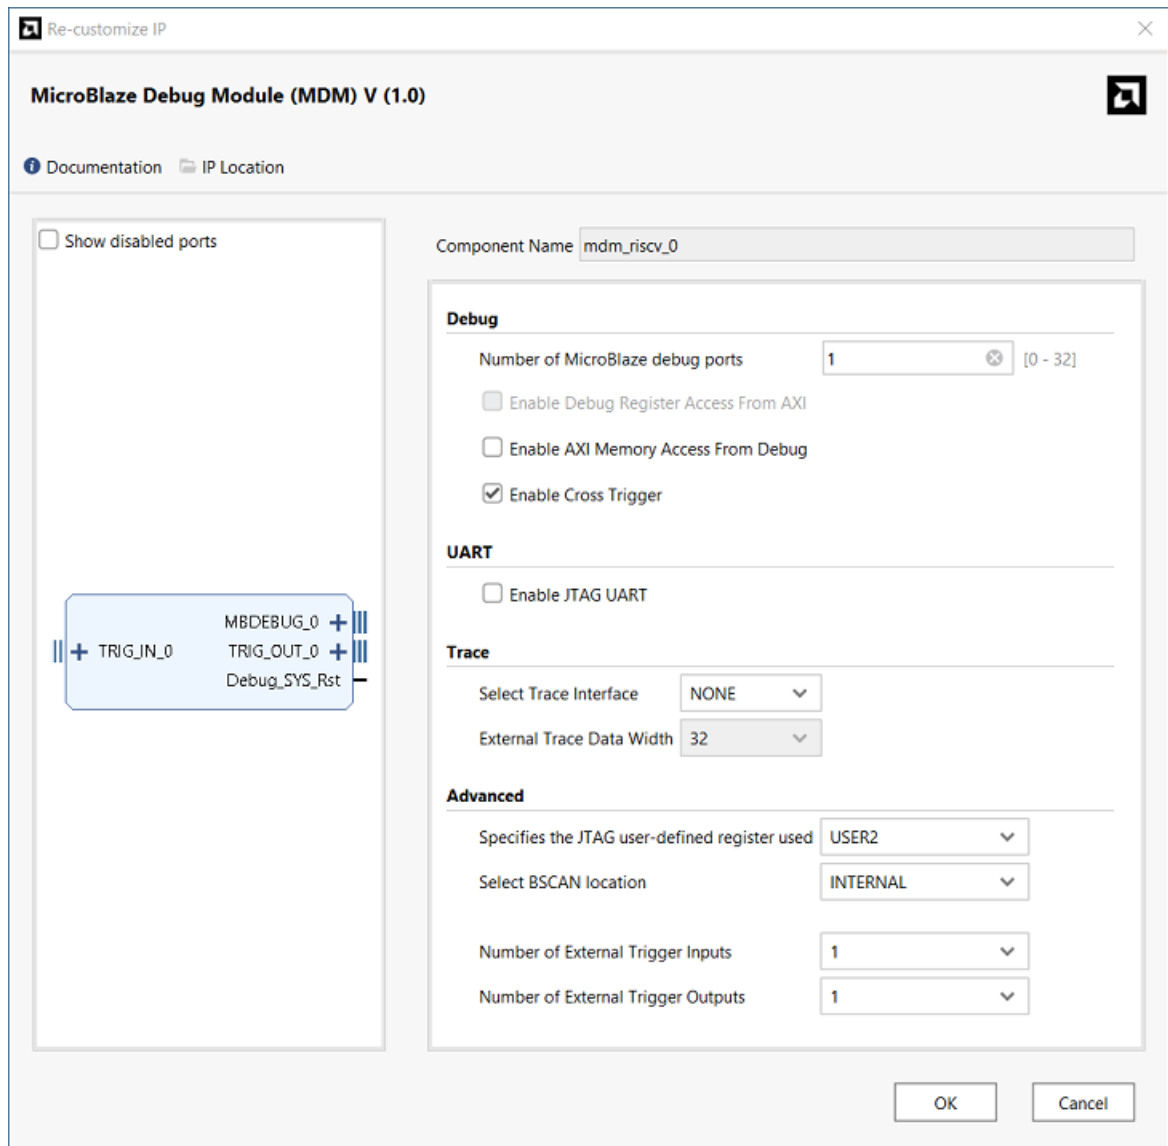 Re-customize IP
MicroBlaze Debug Module (MDM) V (1.0)
Documentation IP Location
Show disabled ports
MBDEBUG_0
TRIG_IN_0 TRIG_OUT_0
Debug_SYS_Rst
Component Name mdm_riscv_0
Debug
Number of MicroBlaze debug ports 1 [0 - 32]
Enable Debug Register Access From AXI
Enable AXI Memory Access From Debug
Enable Cross Trigger
UART
Enable JTAG UART
Trace
Select Trace Interface NONE
External Trace Data Width 32
Advanced
Specifies the JTAG user-defined register used USER2
Select BSCAN location INTERNAL
Number of External Trigger Inputs 1
Number of External Trigger Outputs 1
OK Cancel